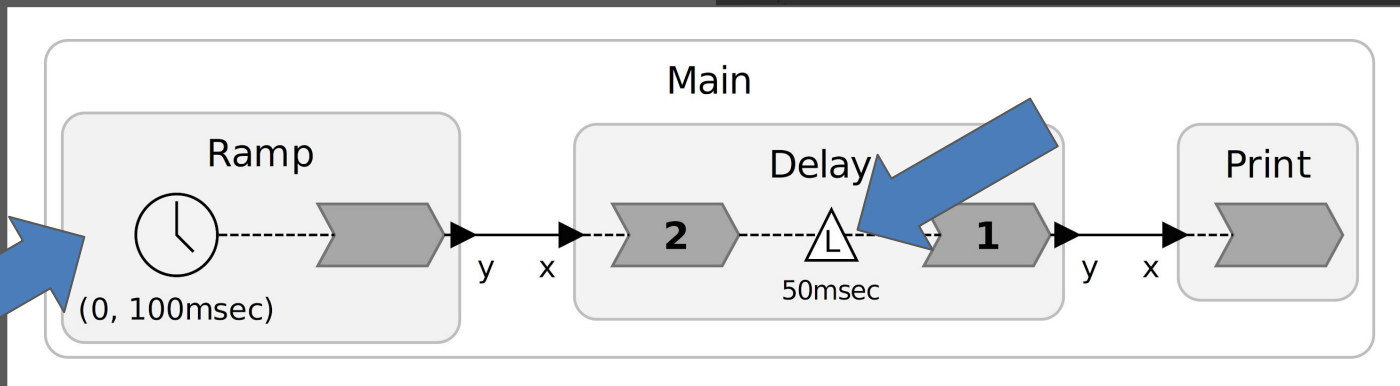 Main
Ramp
(0, 100msec)
y
x
Delay
2
L
50msec
1
y
x
Print